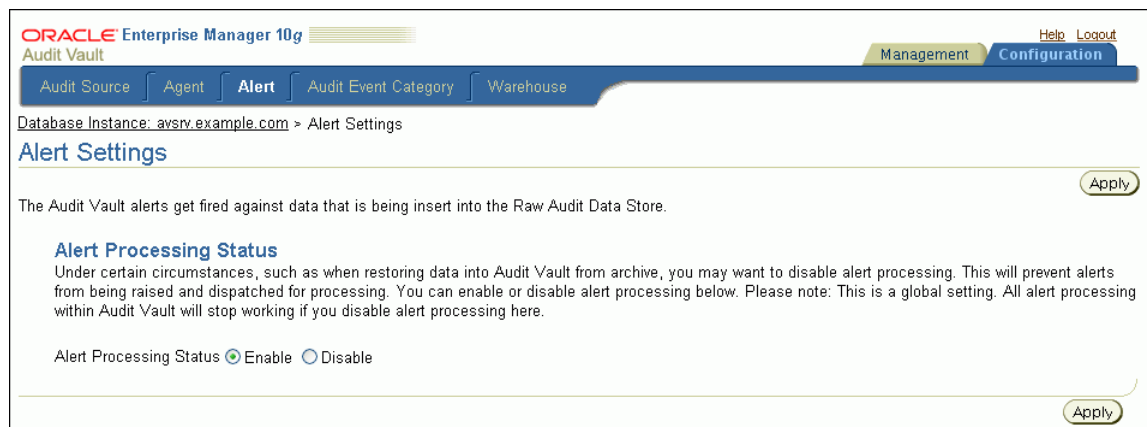 ORACLE Enterprise Manager 10g
Audit Vault
Help Logout
Management Configuration
Audit Source Agent Alert Audit Event Category Warehouse
Database Instance: avsrv.example.com > Alert Settings
Alert Settings
Apply
The Audit Vault alerts get fired against data that is being insert into the Raw Audit Data Store.
Alert Processing Status
Under certain circumstances, such as when restoring data into Audit Vault from archive, you may want to disable alert processing. This will prevent alerts
from being raised and dispatched for processing. You can enable or disable alert processing below. Please note: This is a global setting. All alert processing
within Audit Vault will stop working if you disable alert processing here.
Alert Processing Status Enable Disable
Apply